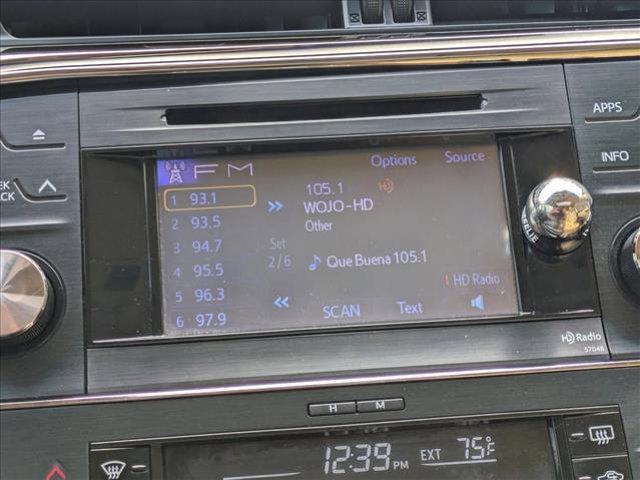 APPS
FM
Options
Source
INFO
1 93.1
105.1
HD
WOJO-HD
2 93.5
Other
3 94.7
Set
4 95.5
2/6
Que Buena 105.1
5 96.3
HD Radio
6 97.9
SCAN
Text
HD Radio
57048
H M
12:39 PM EXT 75°F